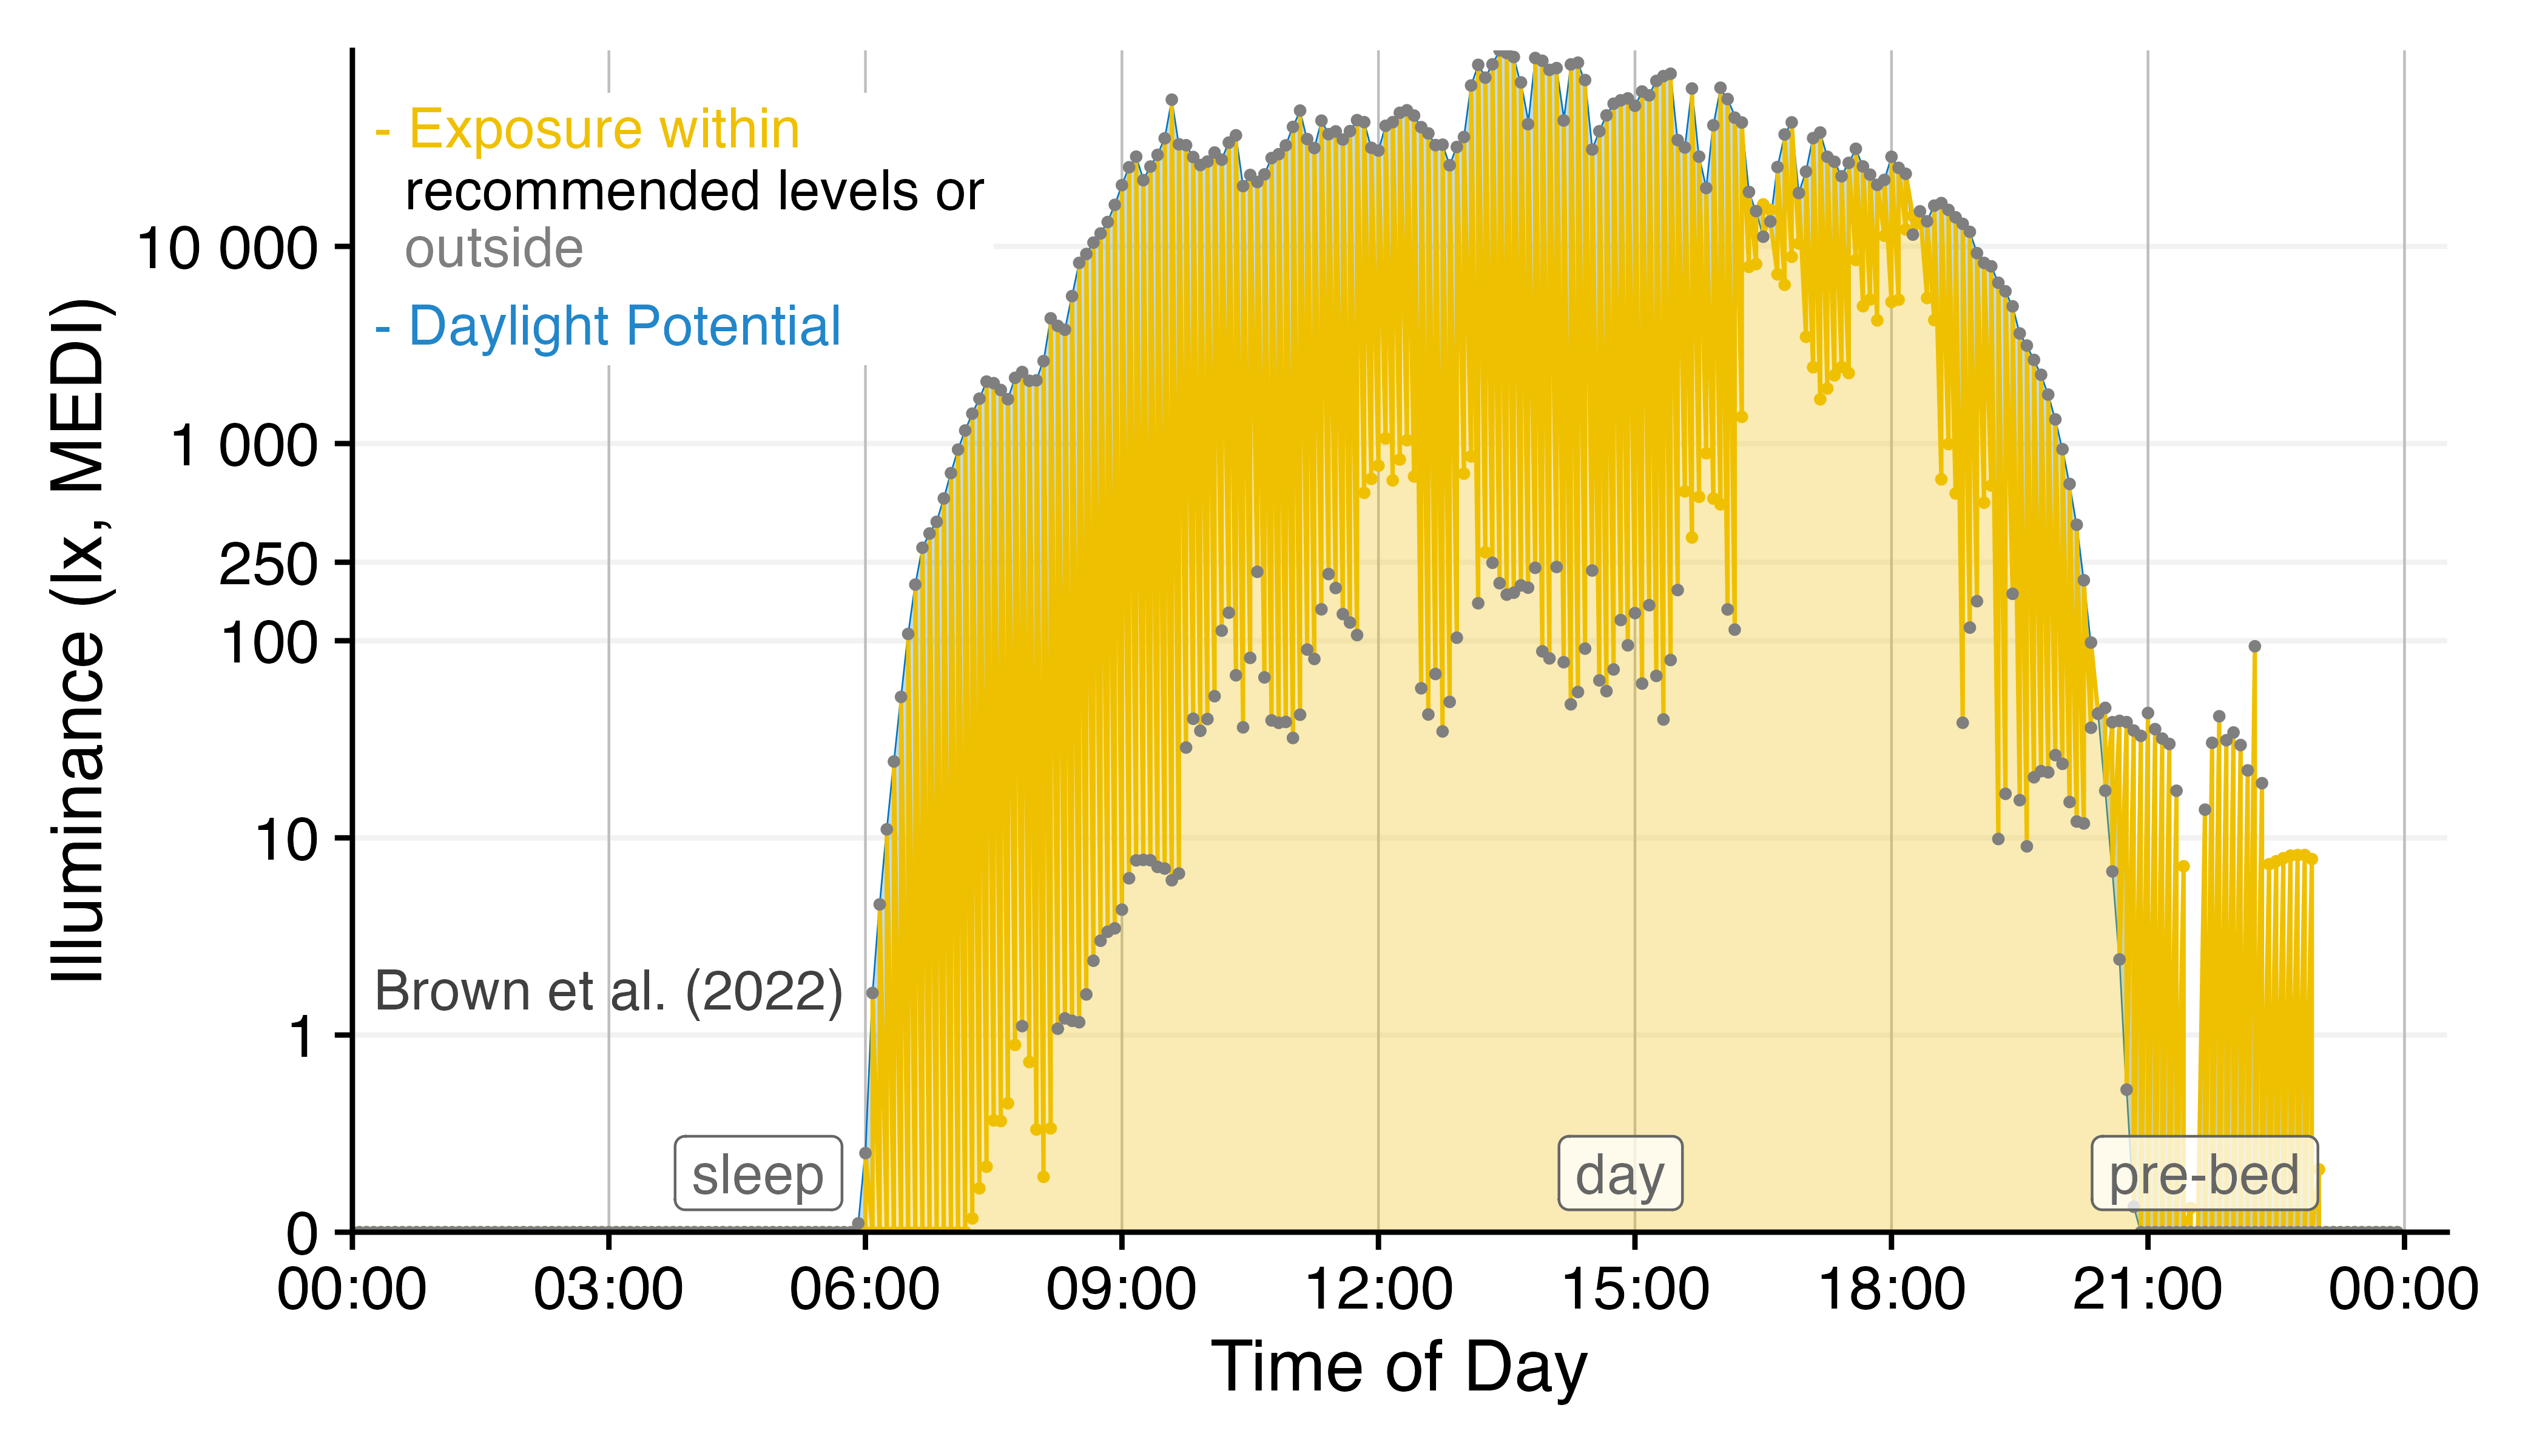 - Exposure within
recommended levels or
outside
- Daylight Potential
Illuminance (lx, MEDI)
10 000
1 000
250
100
10
1
0
Brown et al. (2022)
sleep
day
pre-bed
00:00
03:00
06:00
09:00
12:00
15:00
18:00
21:00
00:00
Time of Day